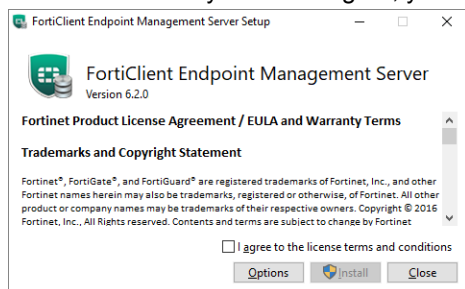 FortiClient Endpoint Management Server Setup
FortiClient Endpoint Management Server
Version 6.2.0
Fortinet Product License Agreement / EULA and Warranty Terms
Trademarks and Copyright Statement
Fortinet®, FortiGate®, and FortiGuard® are registered trademarks of Fortinet, Inc., and other
Fortinet names herein may also be trademarks, registered or otherwise, of Fortinet. All other
product or company names may be trademarks of their respective owners. Copyright © 2016
Fortinet, Inc., All Rights reserved. Contents and terms are subject to change by Fortinet
I agree to the license terms and conditions
Options Install Close